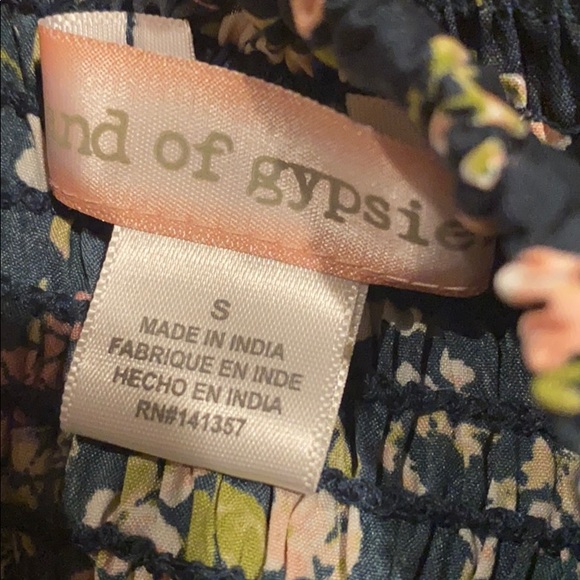 nd of gypsie
S
MADE IN INDIA
FABRIQUE EN INDE
HECHO EN INDIA
RN#141357